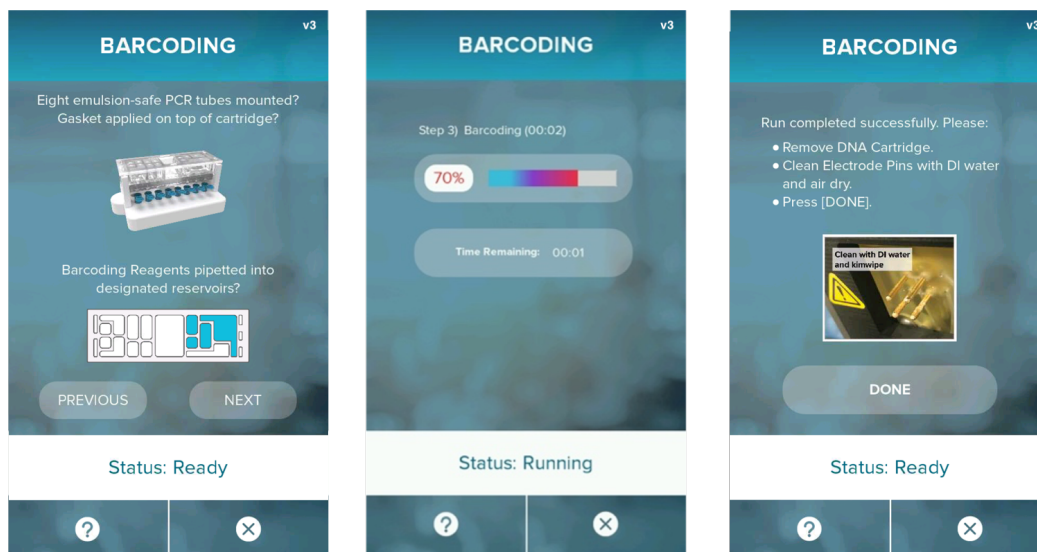 v3
BARCODING
Eight emulsion-safe PCR tubes mounted?
Gasket applied on top of cartridge?
Barcoding Reagents pipetted into
designated reservoirs?
PREVIOUS
NEXT
Status: Ready
?
v3
BARCODING
Step 3) Barcoding (00:02)
70%
Time Remaining: 00:01
Status: Running
?
v3
BARCODING
Run completed successfully. Please:
• Remove DNA Cartridge.
• Clean Electrode Pins with DI water
and air dry.
• Press [DONE].
Clean with DI water
and kimwipe
DONE
Status: Ready
?